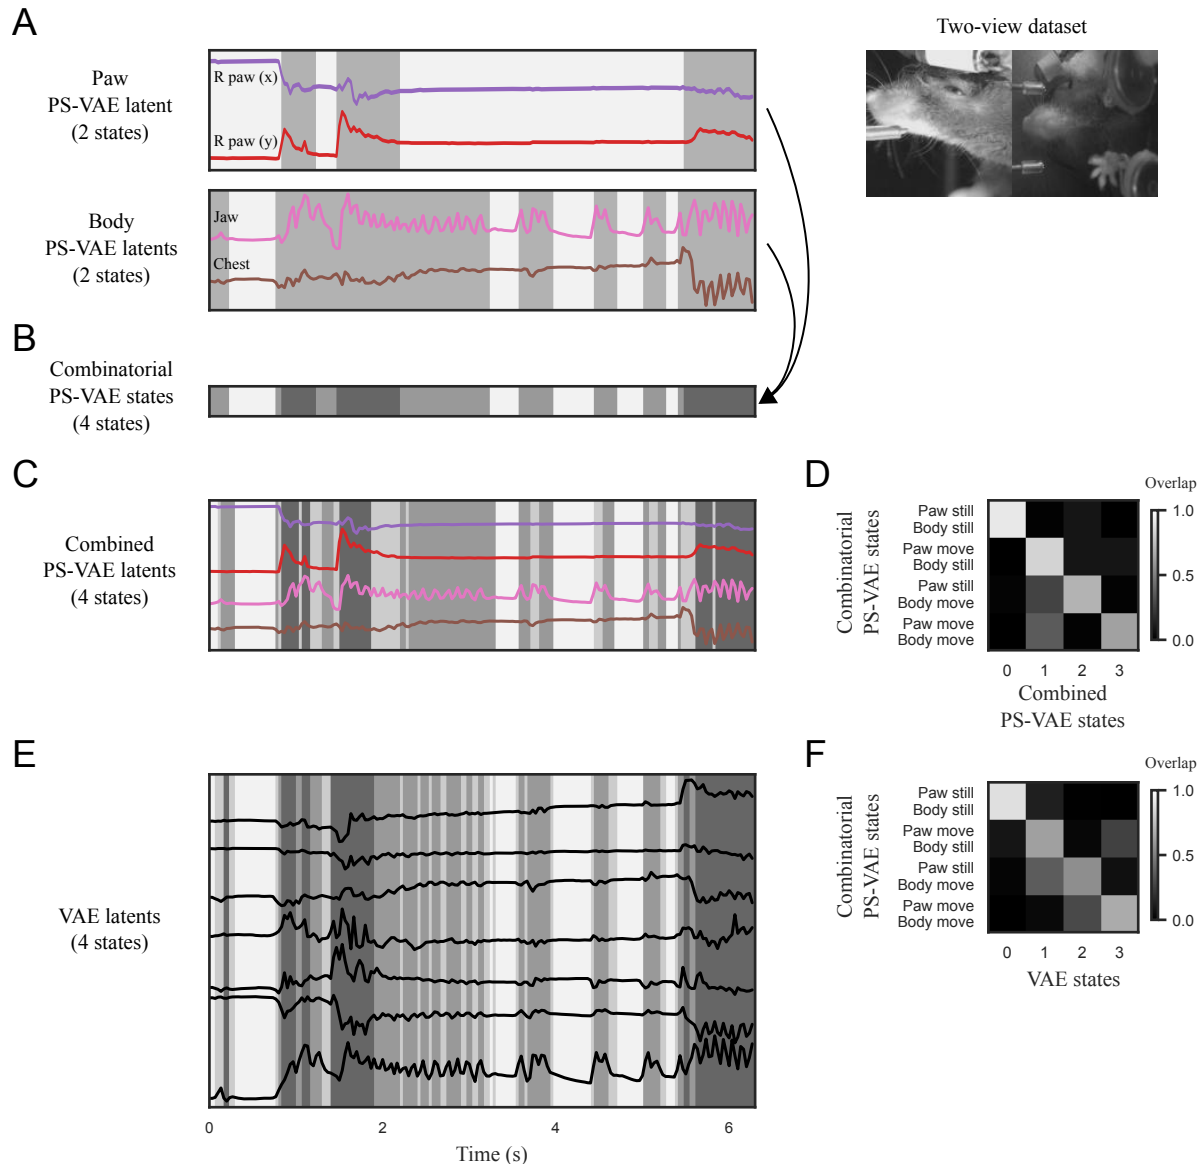 A
Two-view dataset
Paw
PS-VAE latent
(2 states)
R paw (x)
R paw (y)
Body
PS-VAE latents
(2 states)
Jaw
Chest
B
Combinatorial
PS-VAE states
(4 states)
C
Combined
PS-VAE latents
(4 states)
D
Overlap
Combinatorial
PS-VAE states
Paw still
Body still
Paw move
Body still
Paw still
Body move
Paw move
Body move
1.0
0.5
0.0
0 1 2 3
Combined
PS-VAE states
E
VAE latents
(4 states)
0 2 4 6
Time (s)
F
Overlap
Combinatorial
PS-VAE states
Paw still
Body still
Paw move
Body still
Paw still
Body move
Paw move
Body move
1.0
0.5
0.0
0 1 2 3
VAE states